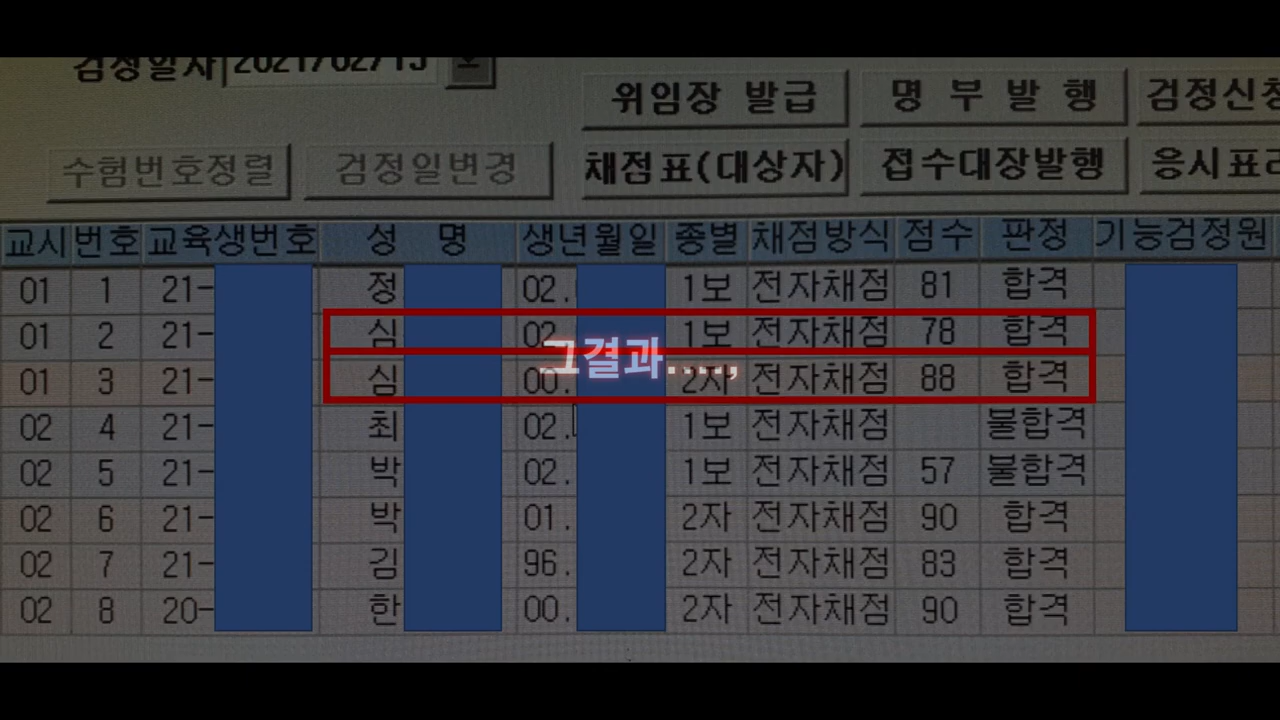 검정일자 2021/02/15
위임장 발급 명 부 발 행 검정신청
수험번호정렬 검정일변경 채점표(대상자) 접수대장발행 응시표
교시 번호 교육생번호 성 명 생년월일 종별 채점방식 점수 판정 기능검정원
01 1 21- 정 02. 1보 전자채점 81 합격
01 2 21- 심 02 1보 전자채점 78 합격
그결과....,
01 3 21- 심 00. 2자 전자채점 88 합격
02 4 21- 최 02. 1보 전자채점 불합격
02 5 21- 박 02. 1보 전자채점 57 불합격
02 6 21- 박 01. 2자 전자채점 90 합격
02 7 21- 김 96. 2자 전자채점 83 합격
02 8 20- 한 00. 2자 전자채점 90 합격